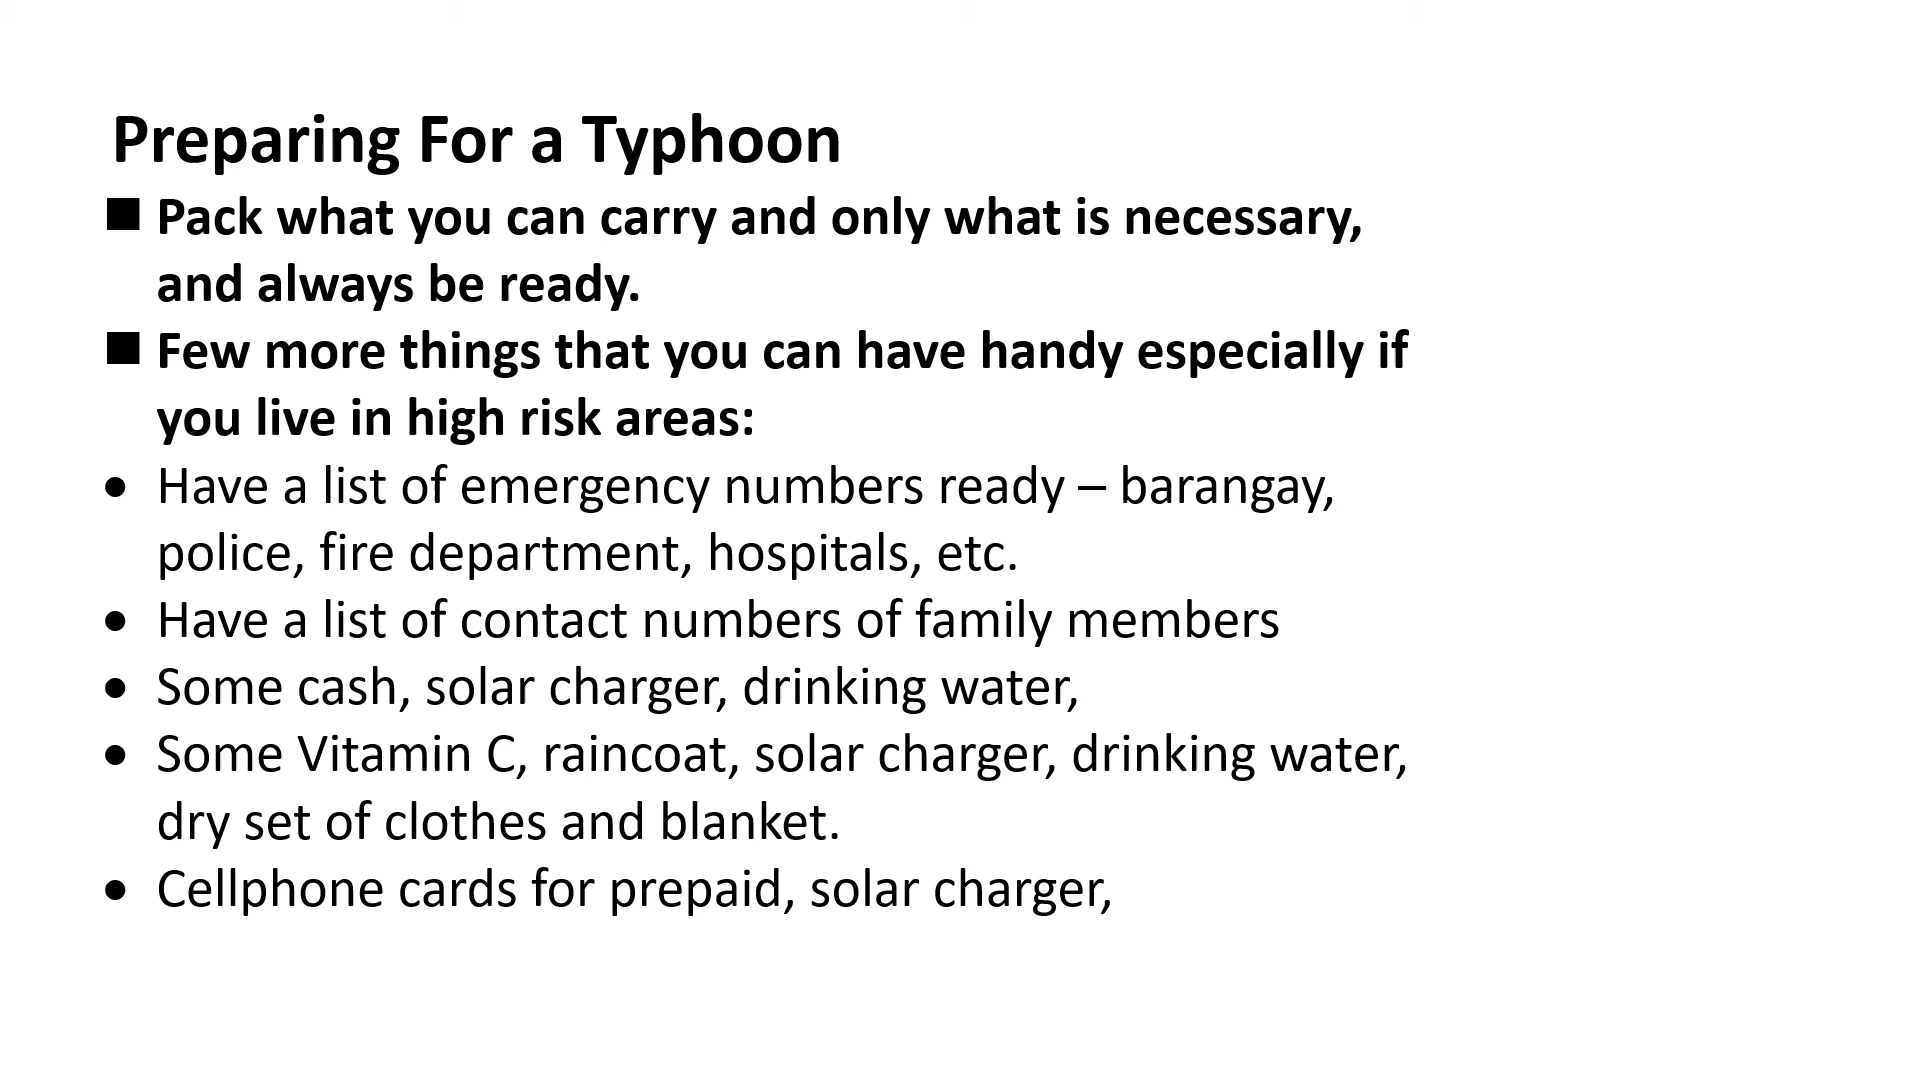 Preparing For a Typhoon
■ Pack what you can carry and only what is necessary,
and always be ready.
■ Few more things that you can have handy especially if
you live in high risk areas:
• Have a list of emergency numbers ready – barangay,
police, fire department, hospitals, etc.
• Have a list of contact numbers of family members
• Some cash, solar charger, drinking water,
• Some Vitamin C, raincoat, solar charger, drinking water,
dry set of clothes and blanket.
• Cellphone cards for prepaid, solar charger,